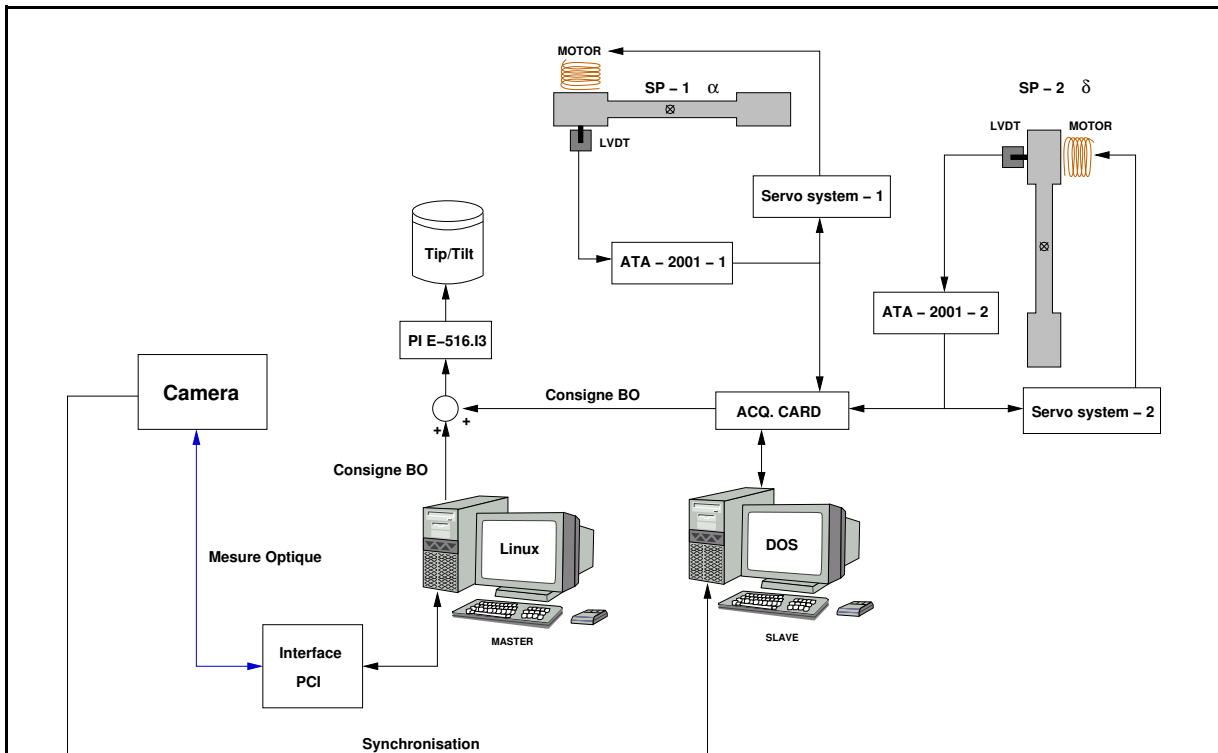 MOTOR
SP – 1 α
SP – 2 δ
LVDT
LVDT
MOTOR
Servo system – 1
Tip/Tilt
ATA – 2001 – 1
ATA – 2001 – 2
PI E–516.I3
Camera
Consigne BO
ACQ. CARD
Servo system – 2
+
+
Consigne BO
Linux
DOS
Mesure Optique
MASTER
SLAVE
Interface
PCI
Synchronisation